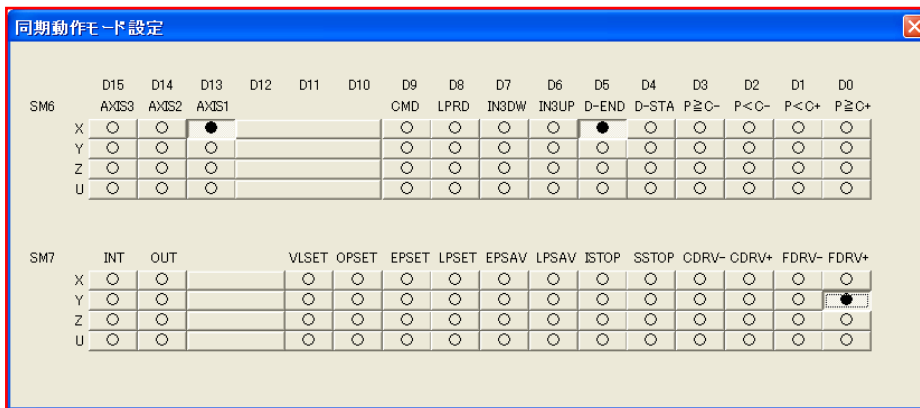 同期動作モード設定
D15 D14 D13 D12 D11 D10 D9 D8 D7 D6 D5 D4 D3 D2 D1 D0
SM6 AXIS3 AXIS2 AXIS1 CMD LPRD IN3DW IN3UP D-END D-STA P≧C- P<C- P<C+ P≧C+
X
Y
Z
U
SM7 INT OUT VLSET OPSET EPSET LPSET EPSAV LPSAV ISTOP SSTOP CDRV- CDRV+ FDRV- FDRV+
X
Y
Z
U